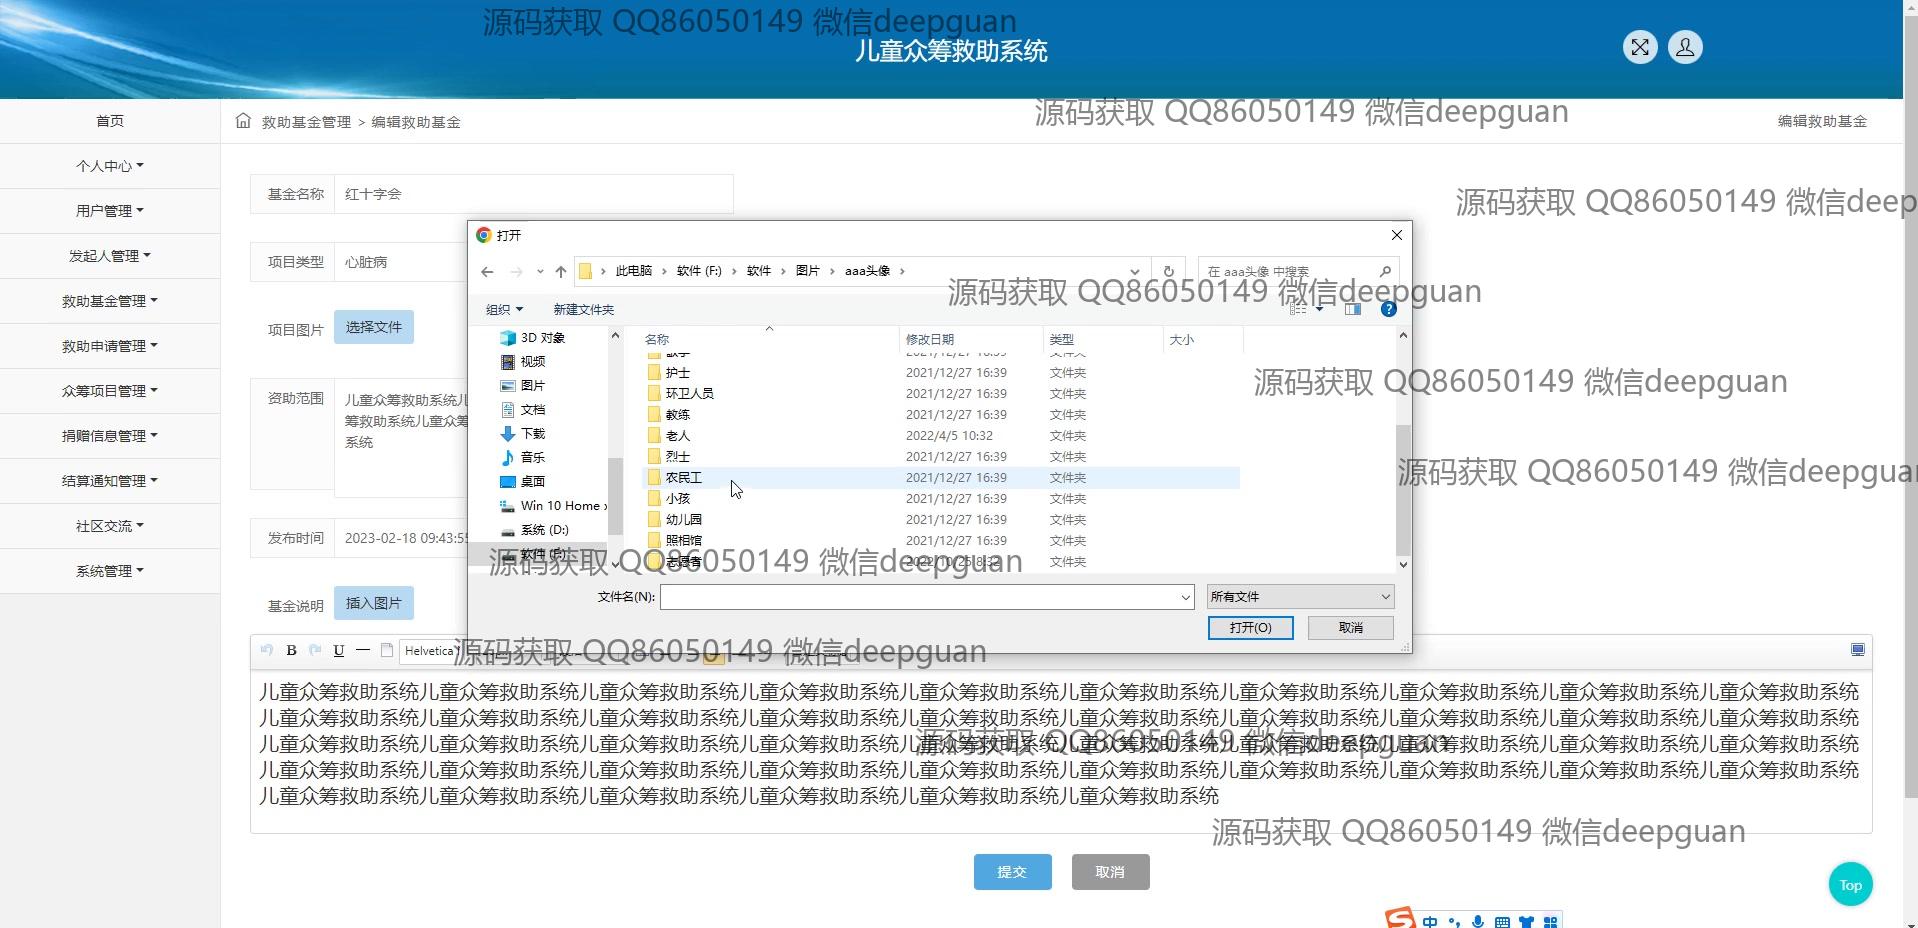 源码获取 QQ86050149 微信deepguan
儿童众筹救助系统
首页
个人中心
用户管理
发起人管理
救助基金管理
救助申请管理
众筹项目管理
捐赠信息管理
结算通知管理
社区交流
系统管理
救助基金管理 > 编辑救助基金
源码获取 QQ86050149 微信deepguan
编辑救助基金
基金名称 红十字会
源码获取 QQ86050149 微信deep
项目类型 心脏病
项目图片 选择文件
资助范围
儿童众筹救助系统儿
筹救助系统儿童众筹
系统
发布时间 2023-02-18 09:43:55
基金说明 插入图片
打开
此电脑 › 软件 (F:) › 软件 › 图片 › aaa头像 ›
在 aaa头像 中搜索
源码获取 QQ86050149 微信deepguan
组织 新建文件夹
3D 对象
视频
图片
文档
下载
音乐
桌面
Win 10 Home x
系统 (D:)
软件 (F:)
名称 修改日期 类型 大小
护士 2021/12/27 16:39 文件夹
环卫人员 2021/12/27 16:39 文件夹
教练 2021/12/27 16:39 文件夹
老人 2022/4/5 10:32 文件夹
烈士 2021/12/27 16:39 文件夹
农民工 2021/12/27 16:39 文件夹
小孩 2021/12/27 16:39 文件夹
幼儿园 2021/12/27 16:39 文件夹
照相馆 2021/12/27 16:39 文件夹
志愿者 2022/10/25 8:32 文件夹
源码获取 QQ86050149 微信deepguan
源码获取 QQ86050149 微信deepguan
源码获取 QQ86050149 微信deepguan
文件名(N): 所有文件
打开(O) 取消
B U Helvetica
源码获取 QQ86050149 微信deepguan
儿童众筹救助系统儿童众筹救助系统儿童众筹救助系统儿童众筹救助系统儿童众筹救助系统儿童众筹救助系统儿童众筹救助系统儿童众筹救助系统儿童众筹救助系统儿童众筹救助系统
儿童众筹救助系统儿童众筹救助系统儿童众筹救助系统儿童众筹救助系统儿童众筹救助系统儿童众筹救助系统儿童众筹救助系统儿童众筹救助系统儿童众筹救助系统儿童众筹救助系统
儿童众筹救助系统儿童众筹救助系统儿童众筹救助系统儿童众筹救助系统儿童众筹救助系统儿童众筹救助系统儿童众筹救助系统儿童众筹救助系统儿童众筹救助系统儿童众筹救助系统
儿童众筹救助系统儿童众筹救助系统儿童众筹救助系统儿童众筹救助系统儿童众筹救助系统儿童众筹救助系统儿童众筹救助系统儿童众筹救助系统儿童众筹救助系统儿童众筹救助系统
儿童众筹救助系统儿童众筹救助系统儿童众筹救助系统儿童众筹救助系统儿童众筹救助系统儿童众筹救助系统
源码获取 QQ86050149 微信deepguan
源码获取 QQ86050149 微信deepguan
提交 取消
Top
中